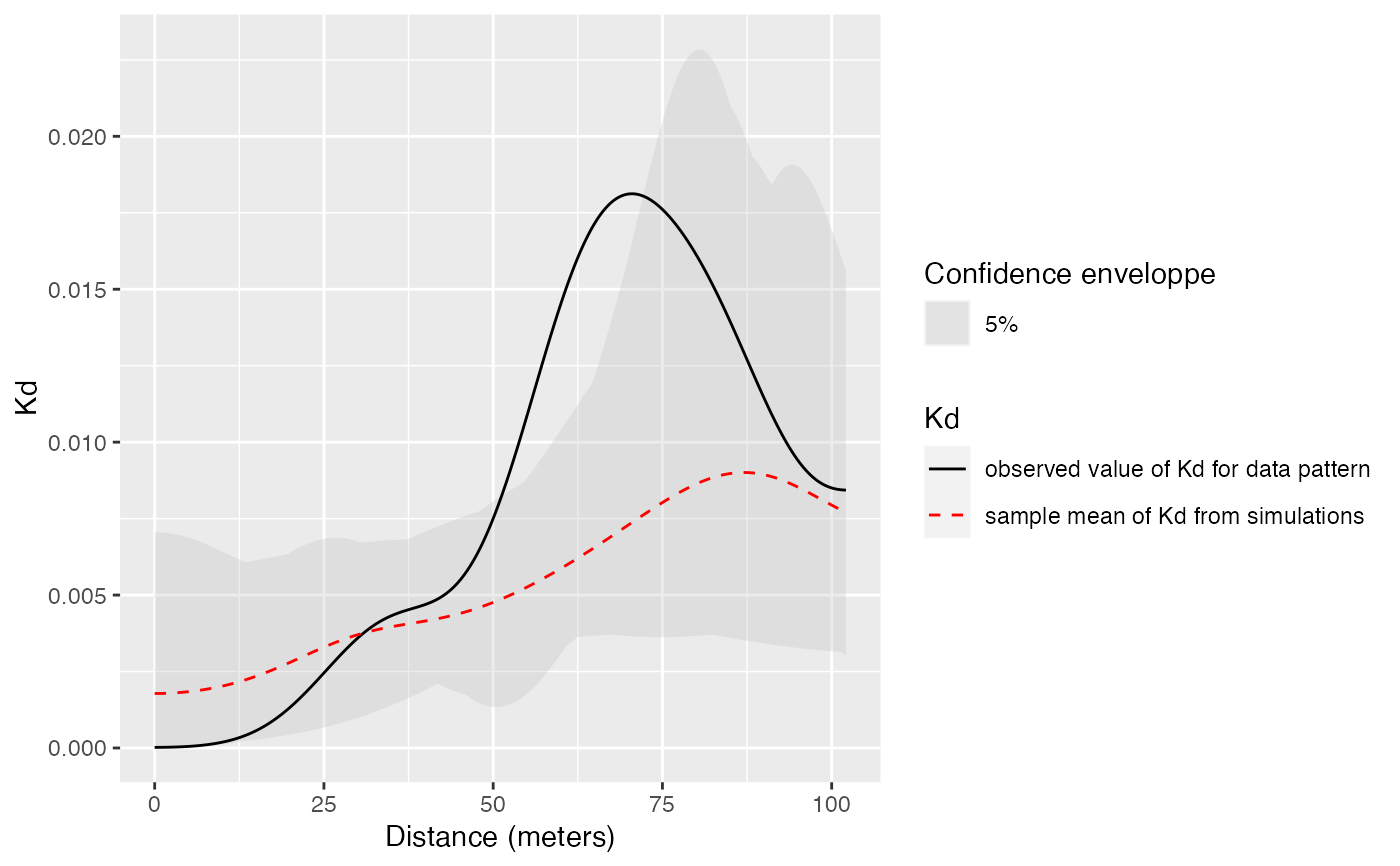 0.020
0.015
0.010
0.005
0.000
Kd
0
25
50
75
100
Distance (meters)
Confidence enveloppe
5%
Kd
observed value of Kd for data pattern
sample mean of Kd from simulations